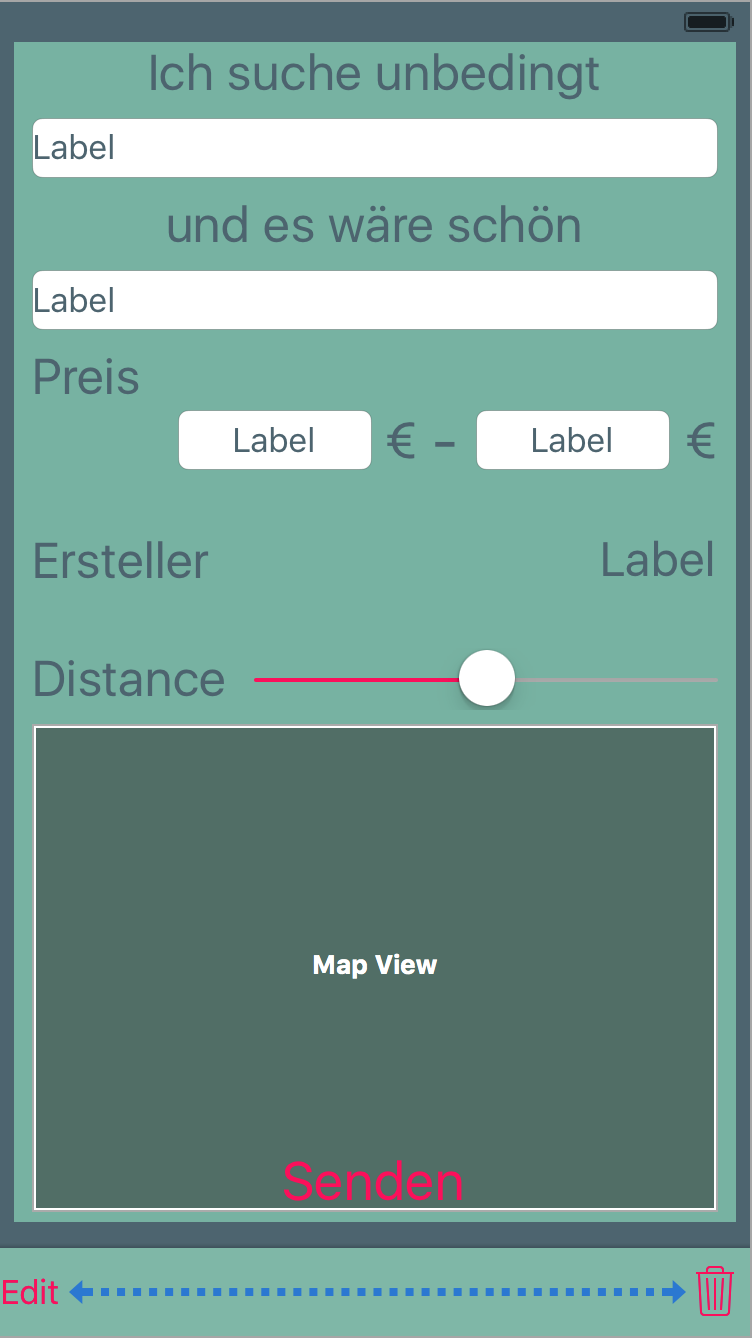 Ich suche unbedingt
Label
und es wäre schön
Label
Preis
Label € - Label €
Ersteller Label
Distance
Map View
Senden
Edit